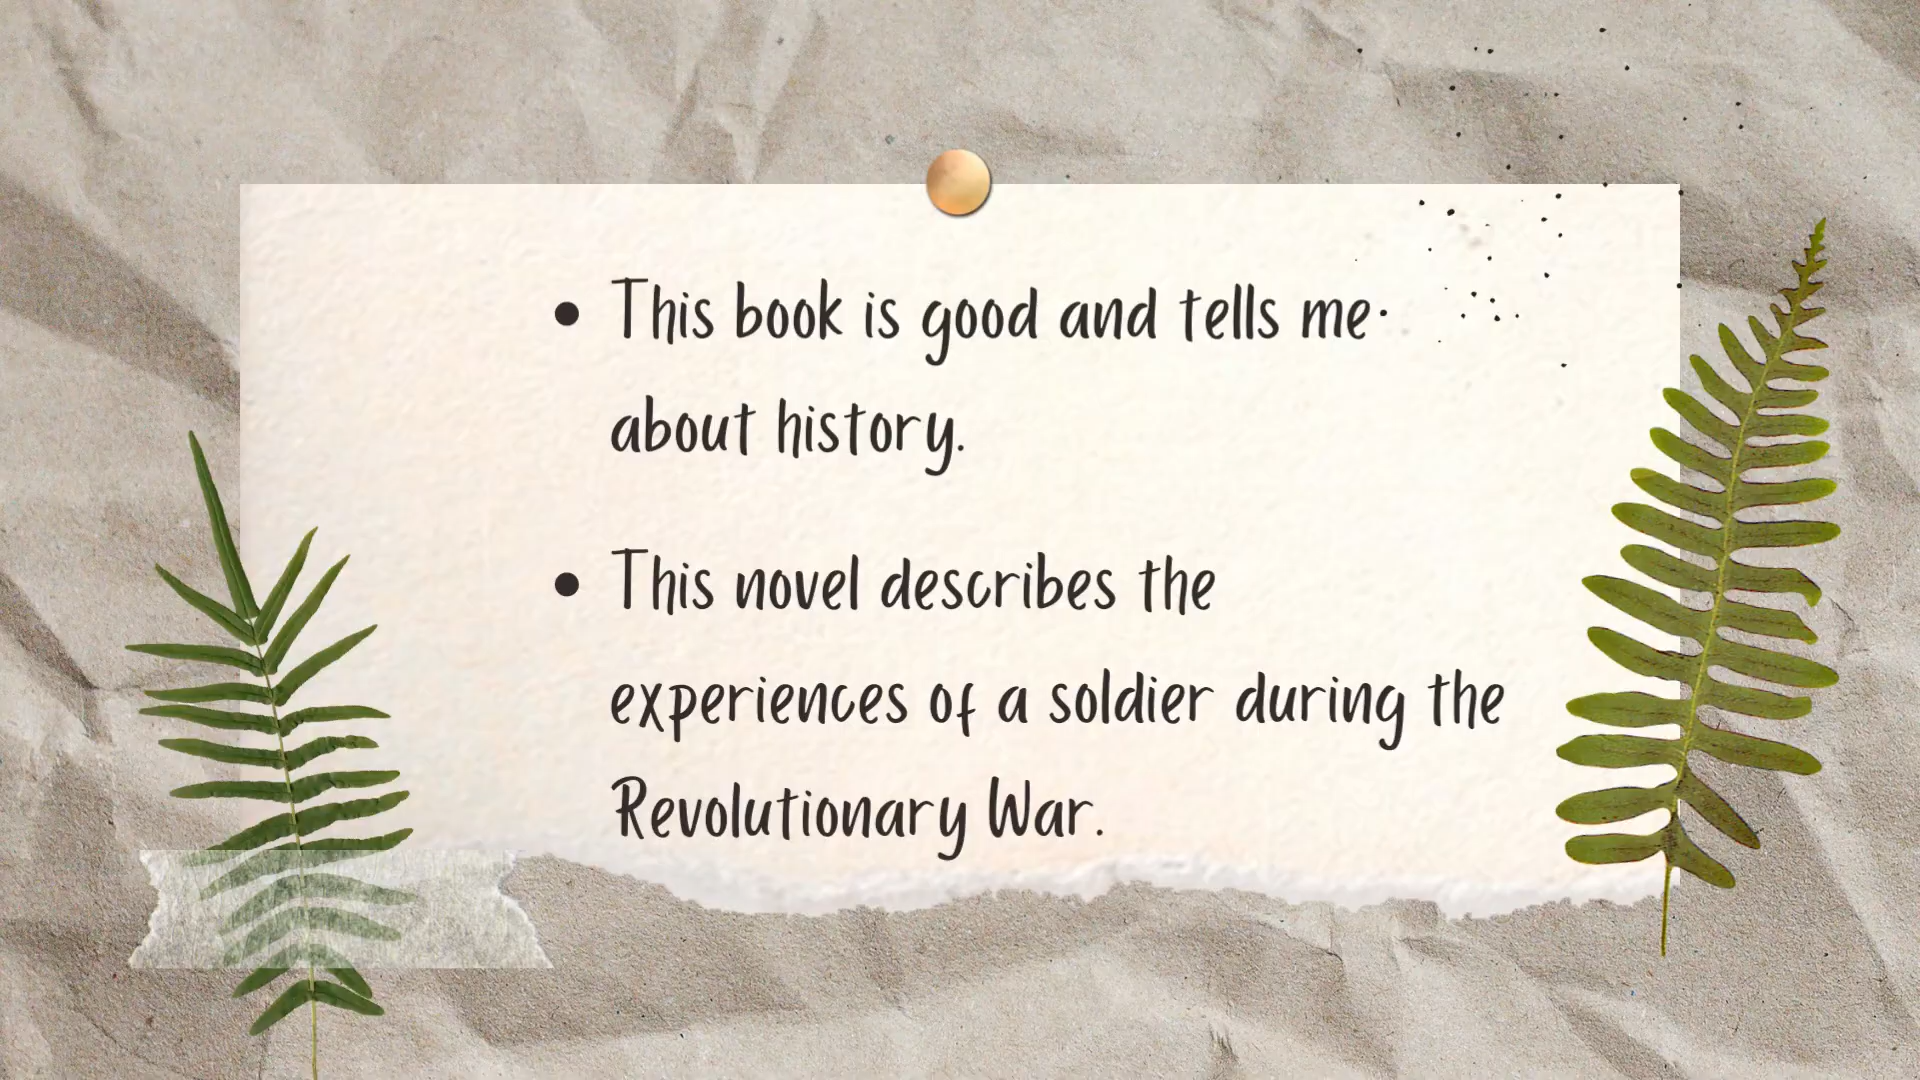 • This book is good and tells me
about history.
• This novel describes the
experiences of a soldier during the
Revolutionary War.